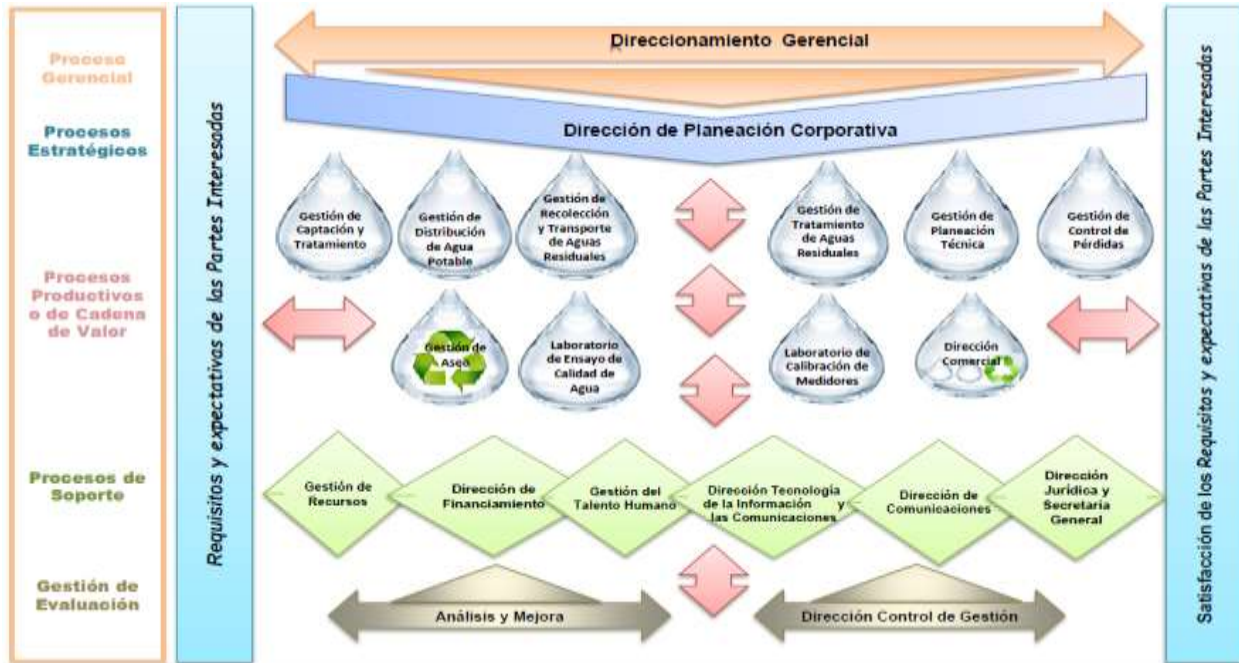 Proceso
Gerencial
Procesos
Estratégicos
Procesos
Productivos
o de Cadena
de Valor
Procesos de
Soporte
Gestión de
Evaluación
Requisitos y expectativas de las Partes Interesadas
Direccionamiento Gerencial
Dirección de Planeación Corporativa
Gestión de
Captación y
Tratamiento
Gestión de
Distribución
de Agua
Potable
Gestión de
Recolección
y Transporte
de Aguas
Residuales
Gestión de
Tratamiento
de Aguas
Residuales
Gestión de
Planeación
Técnica
Gestión de
Control de
Pérdidas
Gestión de
Aseo
Laboratorio
de Ensayo de
Calidad de
Agua
Laboratorio de
Calibración de
Medidores
Dirección
Comercial
Gestión de
Recursos
Dirección de
Financiamiento
Gestión del
Talento Humano
Dirección Tecnología
de la Información y
las Comunicaciones
Dirección de
Comunicaciones
Dirección
Jurídica y
Secretaría
General
Análisis y Mejora
Dirección Control de Gestión
Satisfacción de los Requisitos y expectativas de las Partes Interesadas